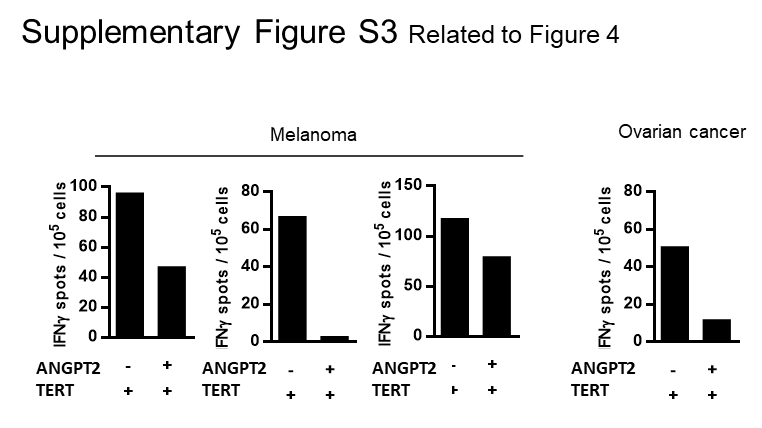 Supplementary Figure S3 Related to Figure 4
Melanoma
Ovarian cancer
IFNγ spots / 10⁵ cells
100
80
60
40
20
0
ANGPT2 - +
TERT + +
FNγ spots / 10⁵ cells
80
60
40
20
0
ANGPT2 - +
TERT + +
IFNγ spots / 10⁵ cells
150
100
50
0
ANGPT2 - +
TERT + +
FNγ spots / 10⁵ cells
80
60
40
20
0
ANGPT2 - +
TERT + +